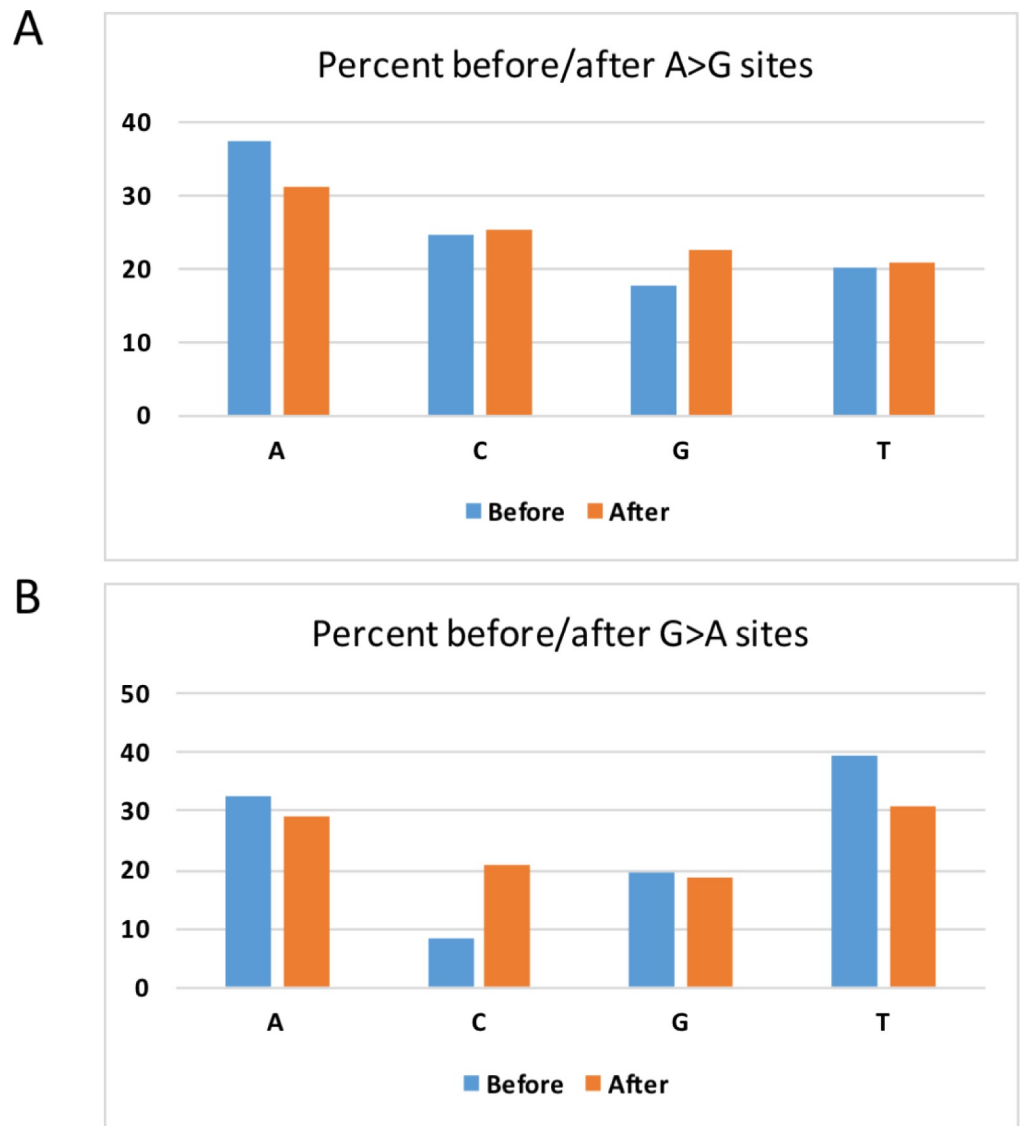 A
Percent before/after A>G sites
40
30
20
10
0
A C G T
Before After
B
Percent before/after G>A sites
50
40
30
20
10
0
A C G T
Before After